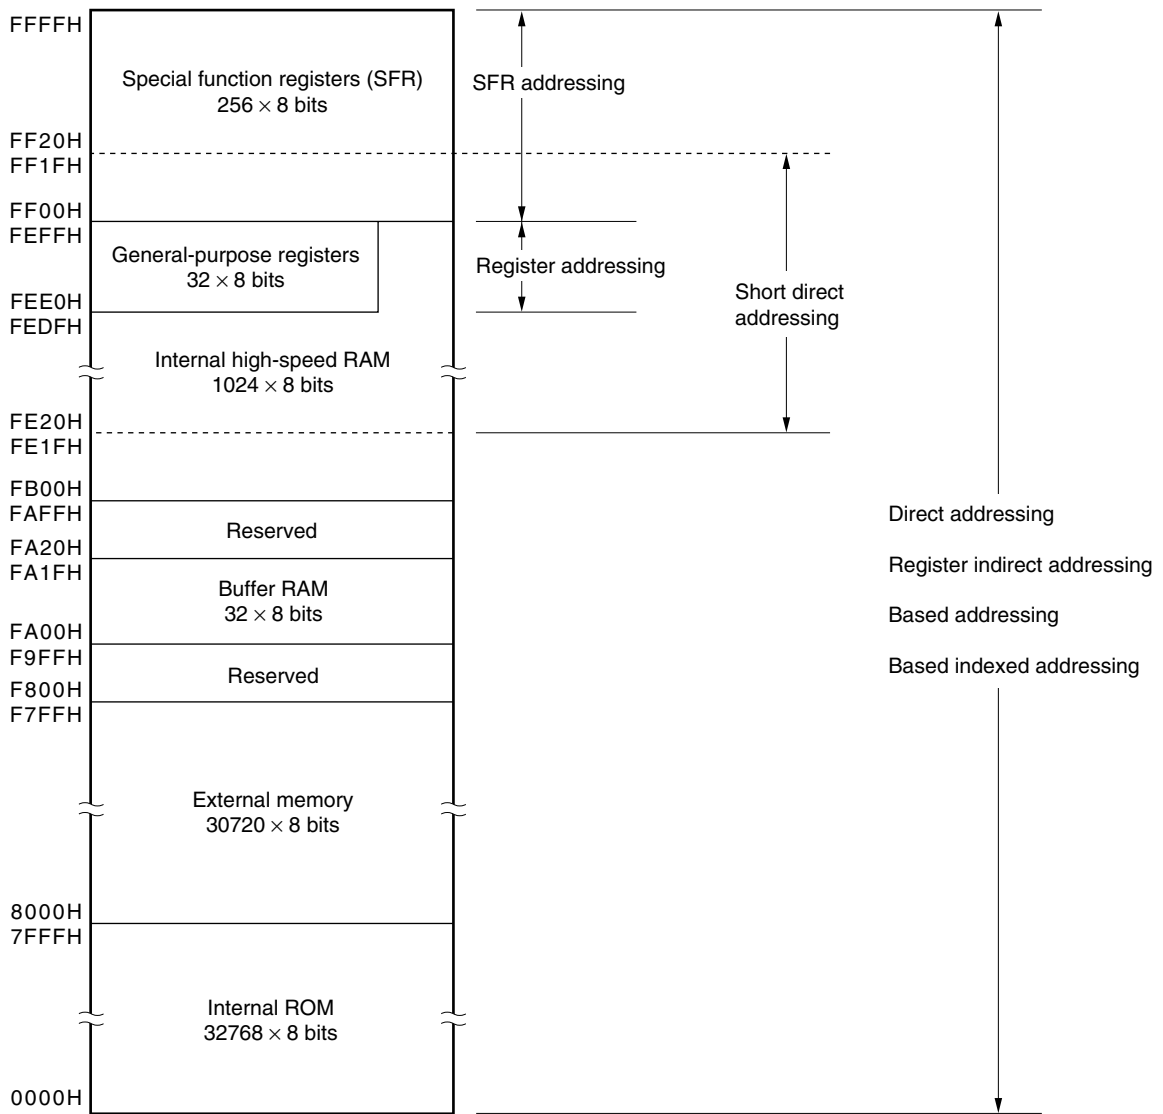 FFFFH
Special function registers (SFR)
256 × 8 bits
SFR addressing
FF20H
FF1FH
FF00H
FEFFH
General-purpose registers
32 × 8 bits
Register addressing
FEE0H
FEDFH
Short direct
addressing
Internal high-speed RAM
1024 × 8 bits
FE20H
FE1FH
FB00H
FAFFH
Reserved
Direct addressing
FA20H
FA1FH
Register indirect addressing
Buffer RAM
32 × 8 bits
Based addressing
FA00H
F9FFH
Reserved
Based indexed addressing
F800H
F7FFH
External memory
30720 × 8 bits
8000H
7FFFH
Internal ROM
32768 × 8 bits
0000H